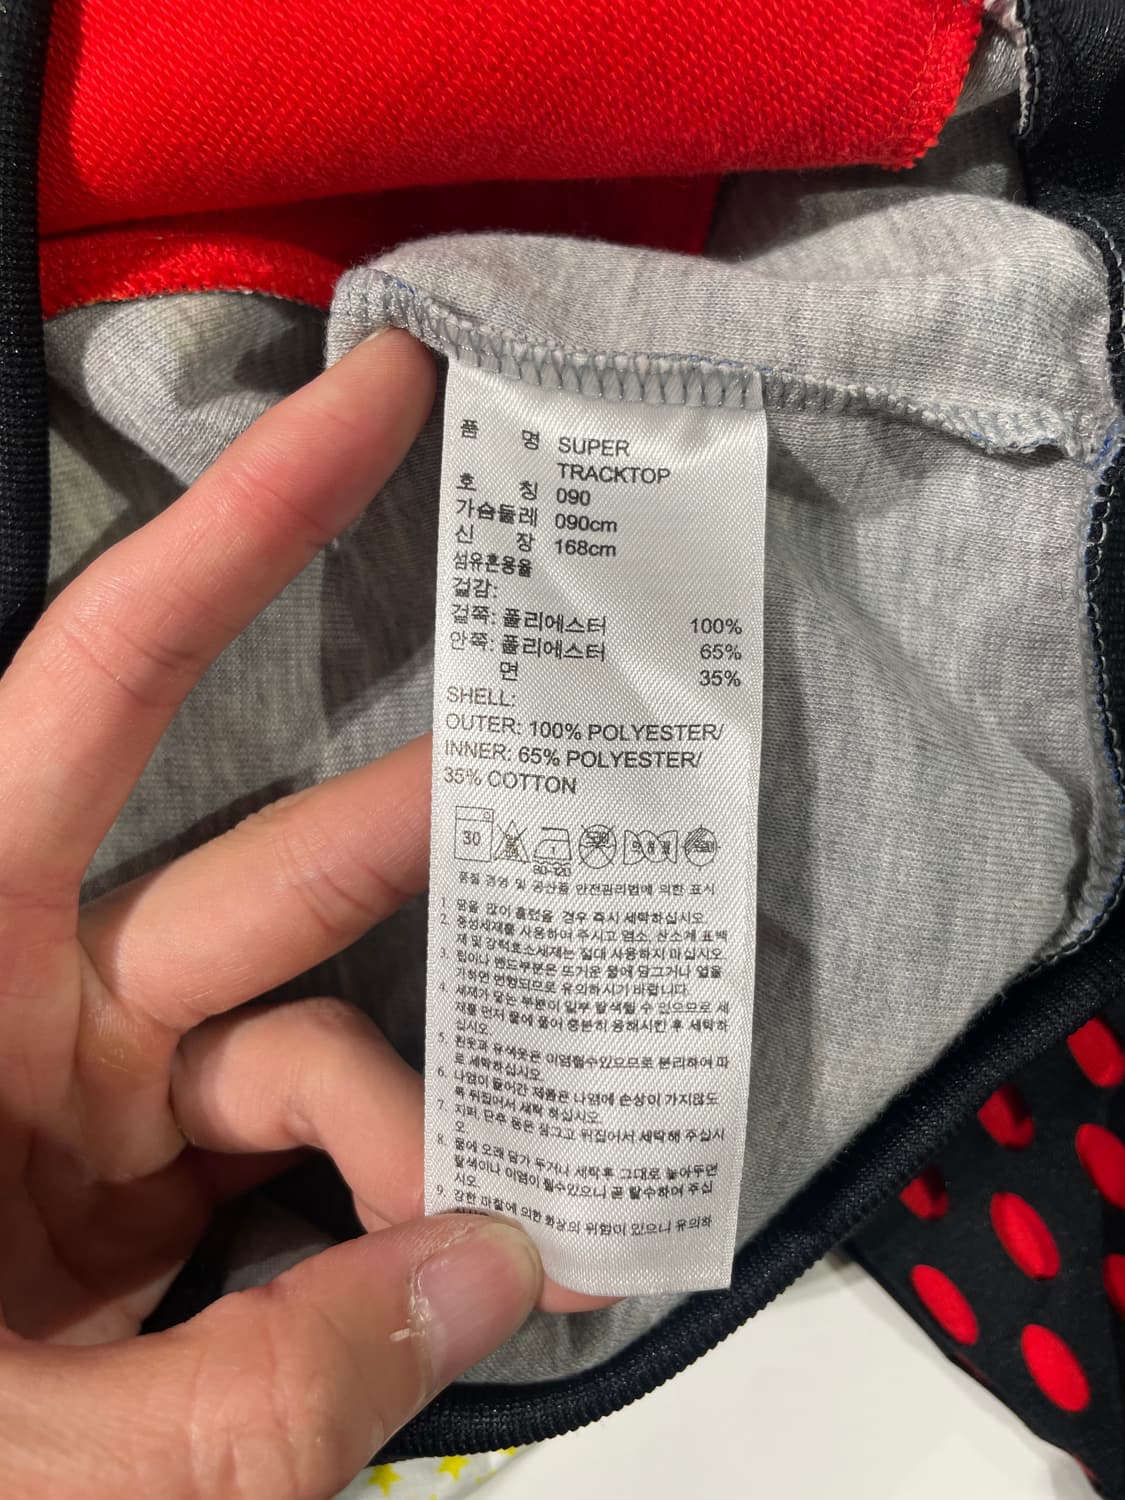 품 명 SUPER
TRACKTOP
호 칭 090
가슴둘레 090cm
신 장 168cm
섬유혼용율
겉감:
겉쪽: 폴리에스터 100%
안쪽: 폴리에스터 65%
면 35%
SHELL:
OUTER: 100% POLYESTER/
INNER: 65% POLYESTER/
35% COTTON
30
80-120
품질 경영 및 공산품 안전관리법에 의한 표시
1. 땀을 많이 흘렸을 경우 즉시 세탁하십시오.
2. 중성세제를 사용하여 주시고 염소, 산소계 표백
제 및 강력효소세제는 절대 사용하지 마십시오
3. 립이나 밴드부분은 뜨거운 물에 담그거나 열을
가하면 변형되므로 유의하시기 바랍니다.
4. 세제가 닿는 부분이 일부 탈색될 수 있으므로 세
제를 먼저 물에 풀어 충분히 용해시킨 후 세탁하
십시오.
5. 흰옷과 유색옷은 이염될수있으므로 분리하여 따
로 세탁하십시오.
6. 나염이 들어간 제품은 나염에 손상이 가지않도
록 뒤집어서 세탁 하십시오.
7. 지퍼, 단추 등은 잠그고 뒤집어서 세탁해 주십시
오.
8. 물에 오래 담가 두거나 세탁후 그대로 놓아두면
탈색이나 이염이 될수있으니 곧 탈수하여 주십
시오.
9. 강한 마찰에 의한 화상의 위험이 있으니 유의하